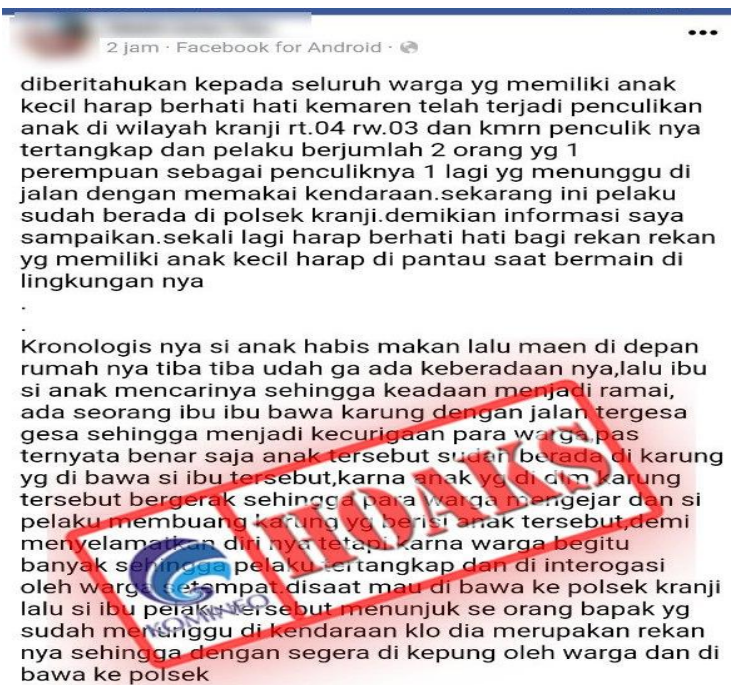 2 jam · Facebook for Android ·
diberitahukan kepada seluruh warga yg memiliki anak
kecil harap berhati hati kemaren telah terjadi penculikan
anak di wilayah kranji rt.04 rw.03 dan kmrn penculik nya
tertangkap dan pelaku berjumlah 2 orang yg 1
perempuan sebagai penculiknya 1 lagi yg menunggu di
jalan dengan memakai kendaraan.sekarang ini pelaku
sudah berada di polsek kranji.demikian informasi saya
sampaikan.sekali lagi harap berhati hati bagi rekan rekan
yg memiliki anak kecil harap di pantau saat bermain di
lingkungan nya
.
.
Kronologis nya si anak habis makan lalu maen di depan
rumah nya tiba tiba udah ga ada keberadaan nya,lalu ibu
si anak mencarinya sehingga keadaan menjadi ramai,
ada seorang ibu ibu bawa karung dengan jalan tergesa
gesa sehingga menjadi kecurigaan para warga,pas
ternyata benar saja anak tersebut sudah berada di karung
yg di bawa si ibu tersebut,karna anak yg di dlm karung
tersebut bergerak sehingga para warga mengejar dan si
pelaku membuang karung yg berisi anak tersebut,demi
menyelamatkan diri nya tetapi karna warga begitu
banyak sehingga pelaku tertangkap dan di interogasi
oleh warga setempat.disaat mau di bawa ke polsek kranji
lalu si ibu pelaku tersebut menunjuk se orang bapak yg
sudah menunggu di kendaraan klo dia merupakan rekan
nya sehingga dengan segera di kepung oleh warga dan di
bawa ke polsek
HOAKS
KOMINFO